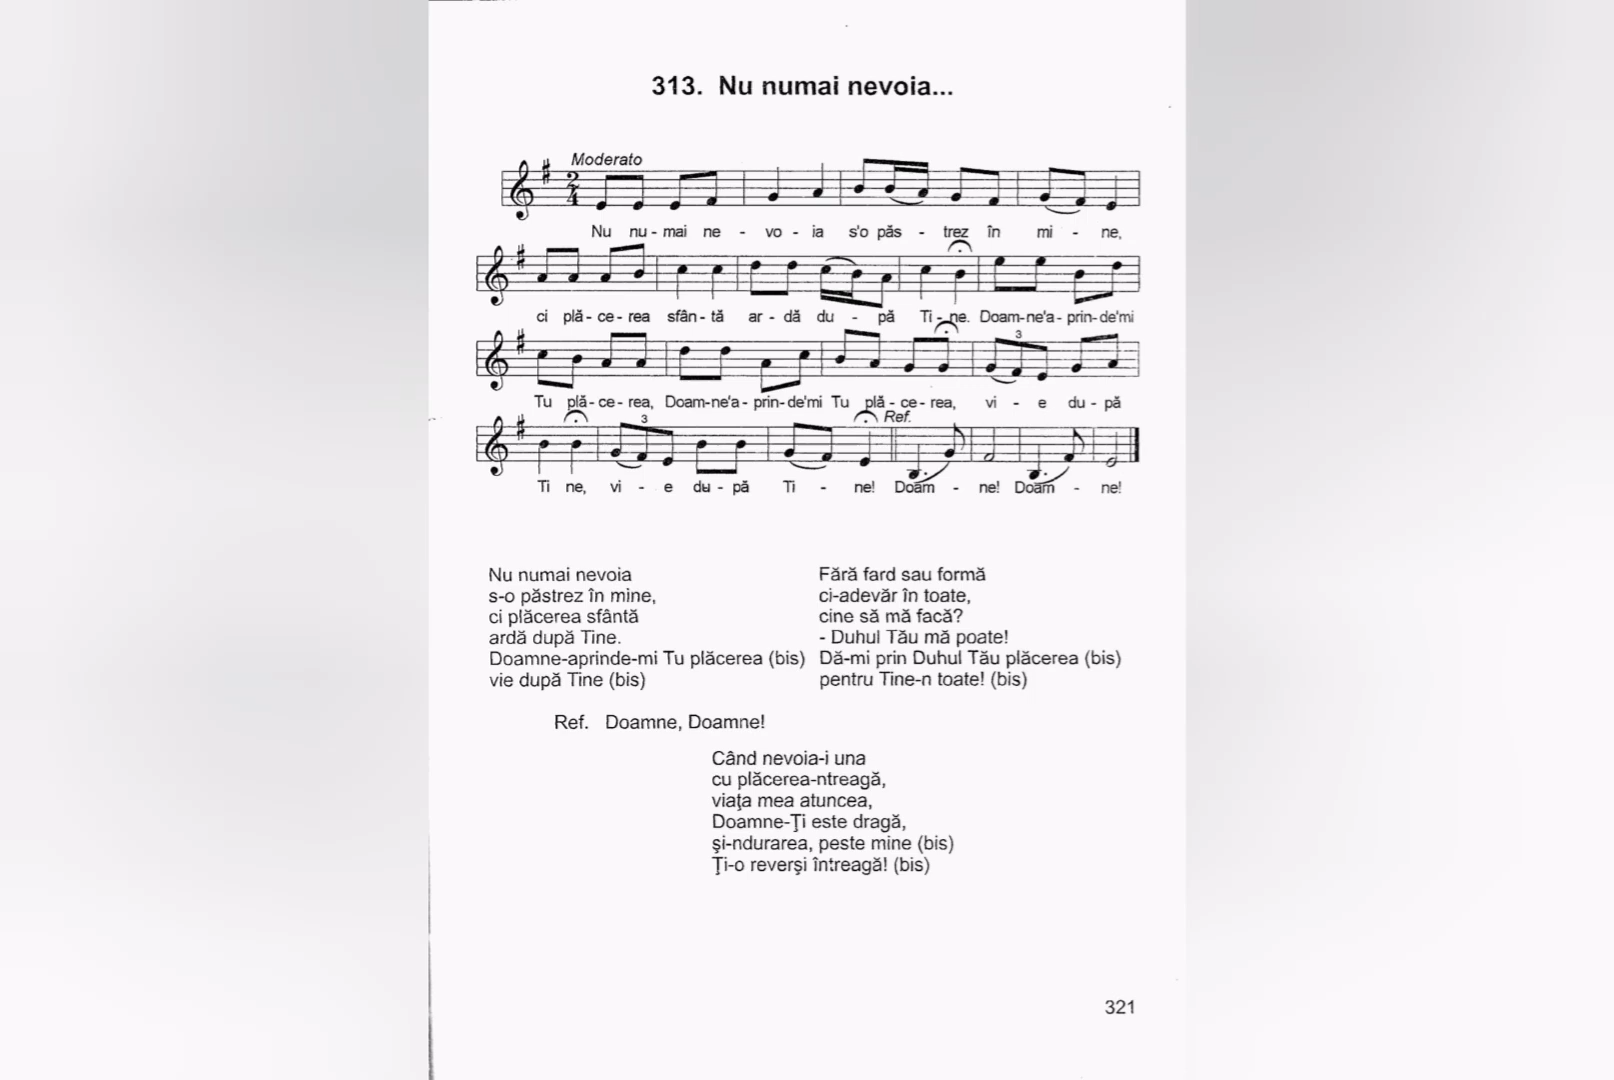 313. Nu numai nevoia...
Moderato
2
4
Nu nu - mai ne - vo - ia s'o păs - trez în mi - ne,
ci plă - ce - rea sfân - tă ar - dă du - pă Ti - ne. Doam-ne'a - prin-de'mi
3
Tu plă - ce - rea, Doam-ne'a - prin-de'mi Tu plă - ce - rea, vi - e du - pă
3
Ref.
Ti ne, vi - e du - pă Ti - ne! Doam - ne! Doam - ne!
Nu numai nevoia
s-o păstrez în mine,
ci plăcerea sfântă
ardă după Tine.
Doamne-aprinde-mi Tu plăcerea (bis)
vie după Tine (bis)
Fără fard sau formă
ci-adevăr în toate,
cine să mă facă?
- Duhul Tău mă poate!
Dă-mi prin Duhul Tău plăcerea (bis)
pentru Tine-n toate! (bis)
Ref. Doamne, Doamne!
Când nevoia-i una
cu plăcerea-ntreagă,
viaţa mea atuncea,
Doamne-Ţi este dragă,
şi-ndurarea, peste mine (bis)
Ţi-o reverşi întreagă! (bis)
321